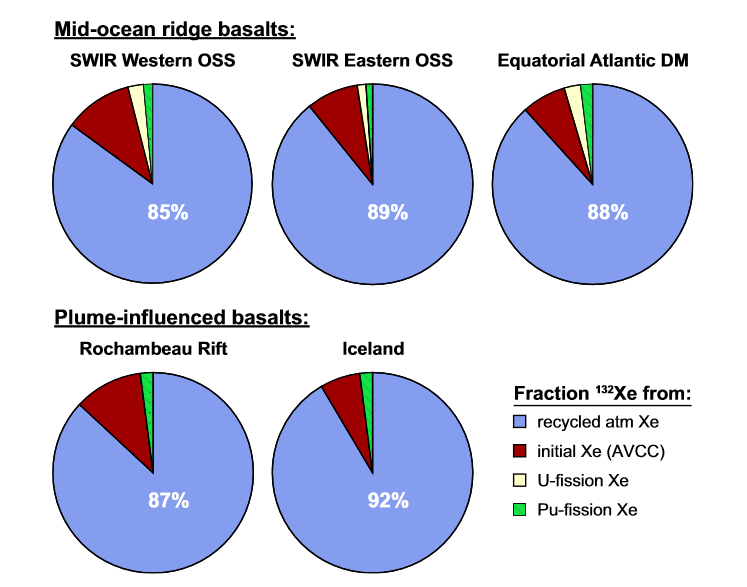 Mid-ocean ridge basalts:
SWIR Western OSS
SWIR Eastern OSS
Equatorial Atlantic DM
85%
89%
88%
Plume-influenced basalts:
Rochambeau Rift
Iceland
87%
92%
Fraction ¹³²Xe from:
recycled atm Xe
initial Xe (AVCC)
U-fission Xe
Pu-fission Xe